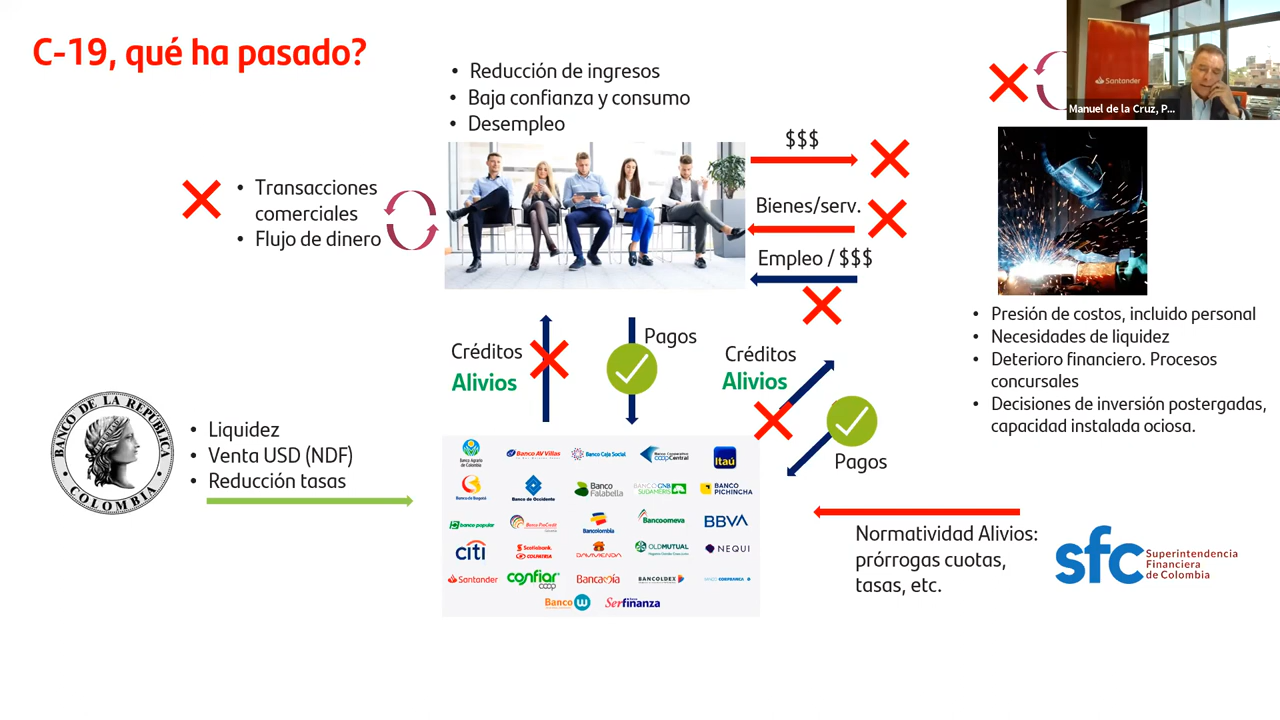 C-19, qué ha pasado?
• Reducción de ingresos
• Baja confianza y consumo
• Desempleo
Santander
Manuel de la Cruz, P...
• Transacciones
comerciales
• Flujo de dinero
$$$
Bienes/serv.
Empleo / $$$
• Presión de costos, incluido personal
• Necesidades de liquidez
• Deterioro financiero. Procesos
concursales
• Decisiones de inversión postergadas,
capacidad instalada ociosa.
Créditos
Alivios
Pagos
Créditos
Alivios
Pagos
BANCO DE LA REPÚBLICA
COLOMBIA
• Liquidez
• Venta USD (NDF)
• Reducción tasas
Banco Agrario
de Colombia
Banco AV Villas
Banco Caja Social
Banco Cooperativo
coopCentral
Itaú
Banco de Bogotá
Banco de Occidente
Banco
Falabella
BANCO GNB
SUDAMERIS
BANCO
PICHINCHA
banco popular
Banco ProCredit
Bancolombia
Bancoomeva
BBVA
citi
Scotiabank
COLPATRIA
DAVIVIENDA
OLDMUTUAL
NEQUI
Santander
confiar
coop
Bancamía
BANCOLDEX
BANCO COMPARTIR
Banco W
Serfinanza
Normatividad Alivios:
prórrogas cuotas,
tasas, etc.
sfc Superintendencia
Financiera
de Colombia